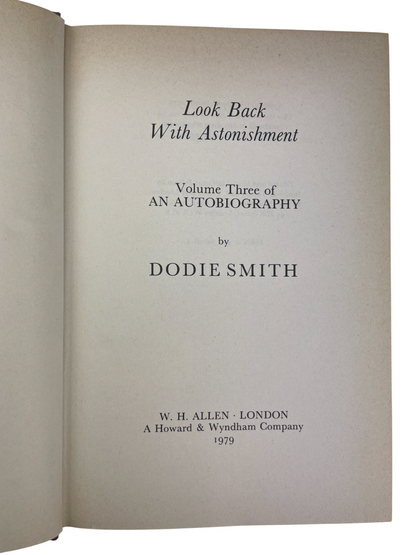 Look Back
With Astonishment
Volume Three of
AN AUTOBIOGRAPHY
by
DODIE SMITH
W. H. ALLEN · LONDON
A Howard & Wyndham Company
1979